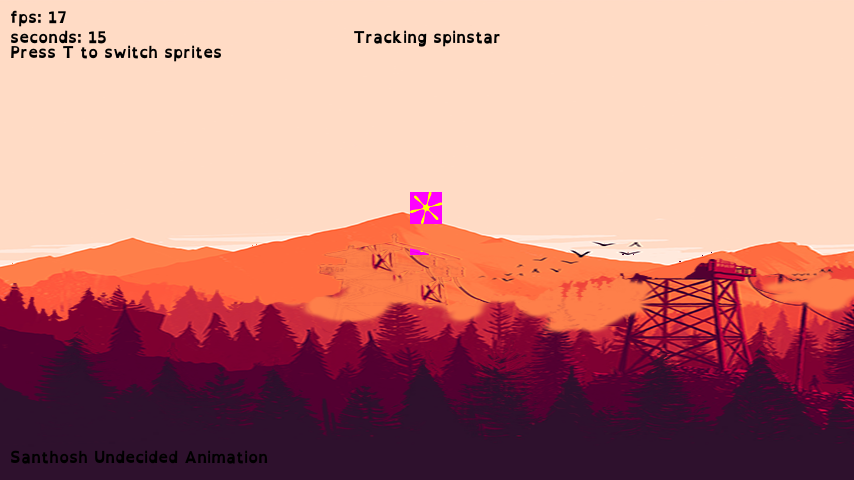 fps: 17
seconds: 15
Press T to switch sprites
Tracking spinstar
Santhosh Undecided Animation